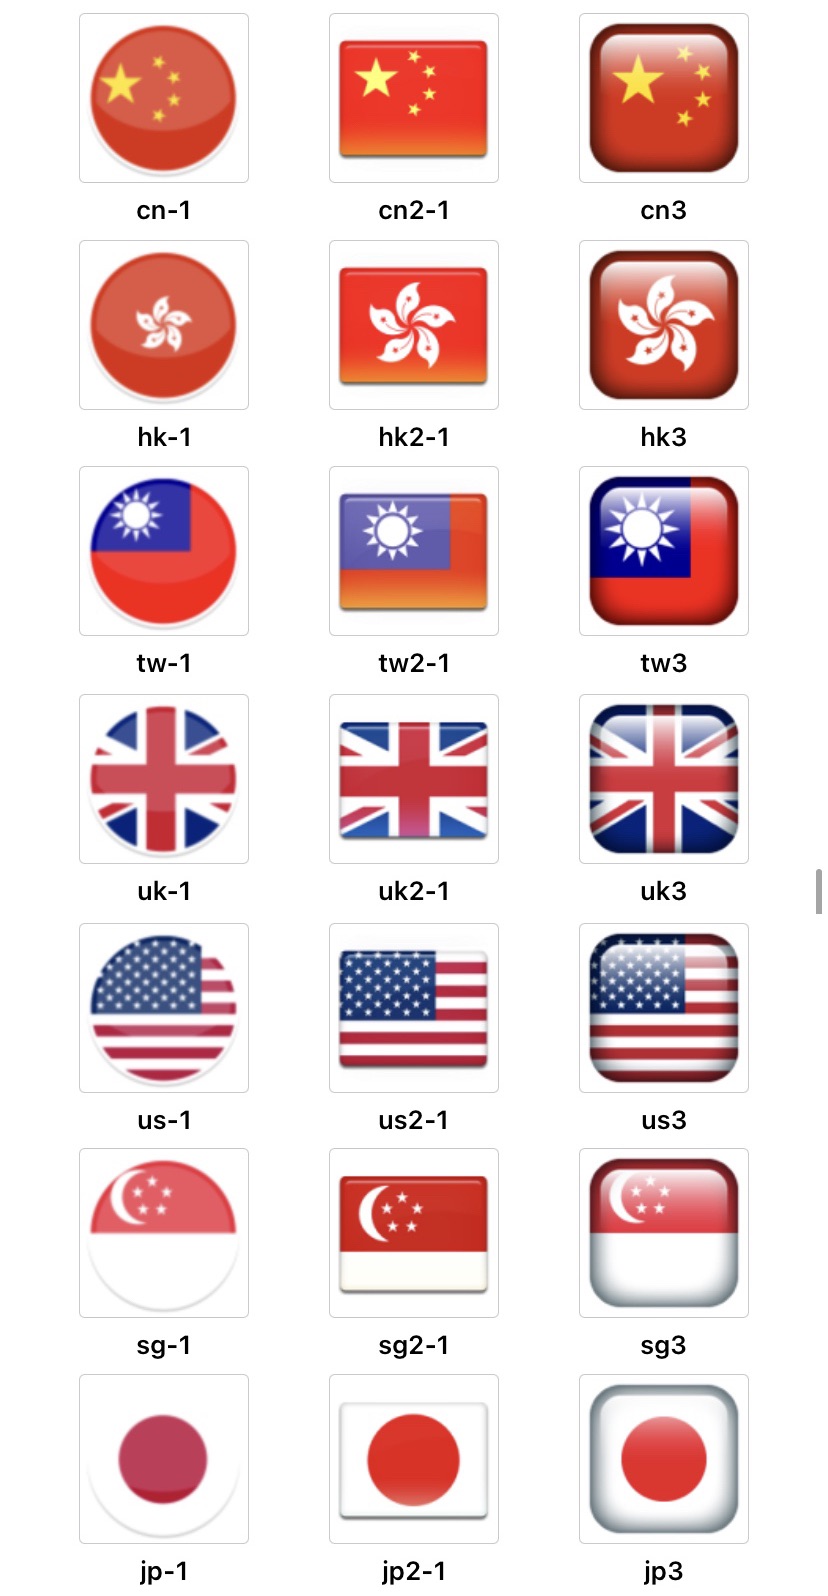 cn-1 cn2-1 cn3
hk-1 hk2-1 hk3
tw-1 tw2-1 tw3
uk-1 uk2-1 uk3
us-1 us2-1 us3
sg-1 sg2-1 sg3
jp-1 jp2-1 jp3